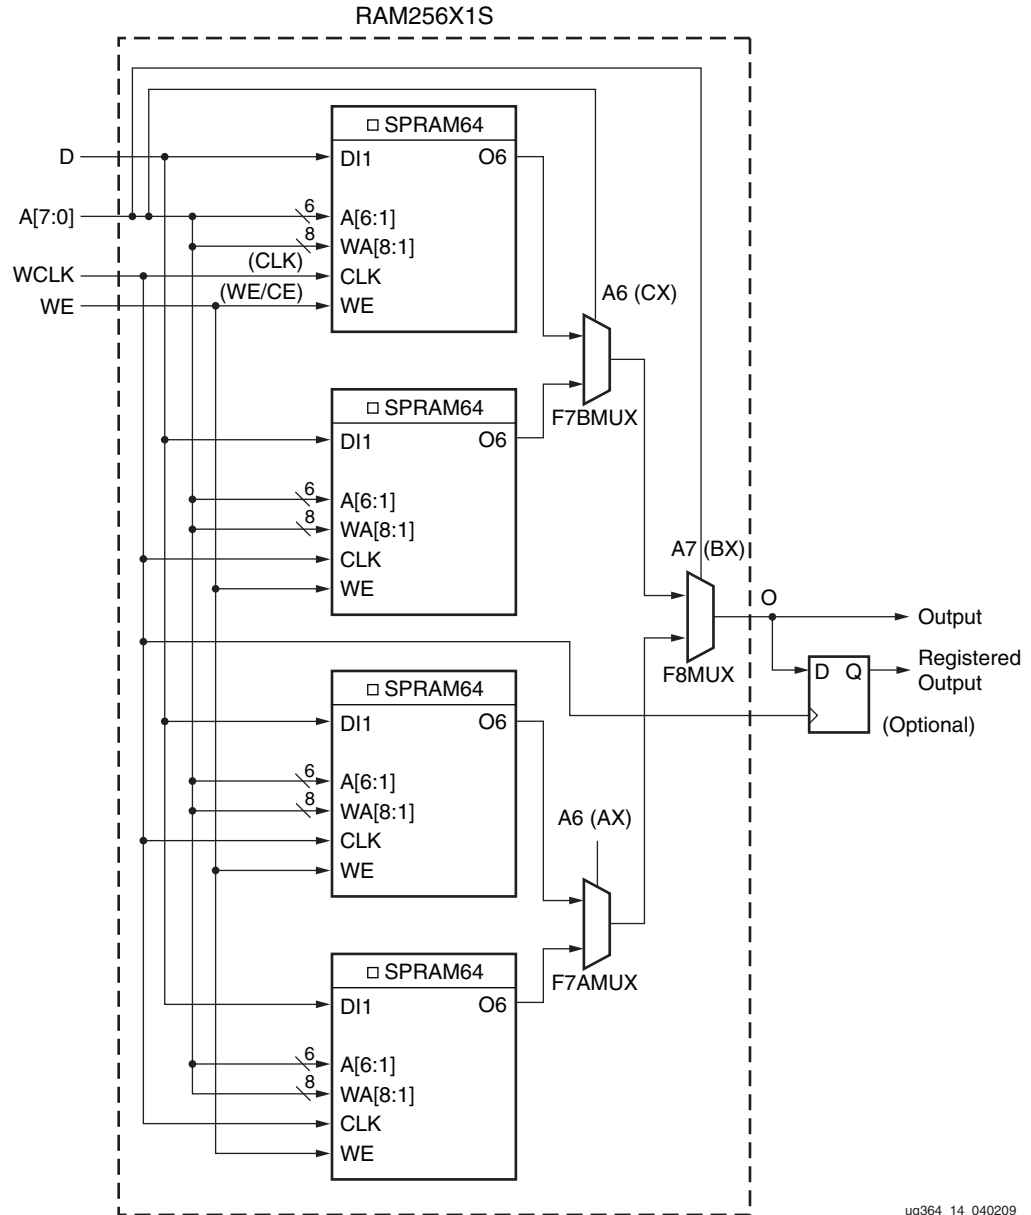 RAM256X1S
SPRAM64
D
DI1
O6
A[7:0]
6
A[6:1]
8
WA[8:1]
(CLK)
WCLK
CLK
(WE/CE)
WE
WE
A6 (CX)
F7BMUX
SPRAM64
DI1
O6
6
A[6:1]
8
WA[8:1]
CLK
WE
A7 (BX)
O
Output
F8MUX
D Q
Registered
Output
(Optional)
SPRAM64
DI1
O6
6
A[6:1]
8
WA[8:1]
CLK
WE
A6 (AX)
F7AMUX
SPRAM64
DI1
O6
6
A[6:1]
8
WA[8:1]
CLK
WE
ug364_14_040209